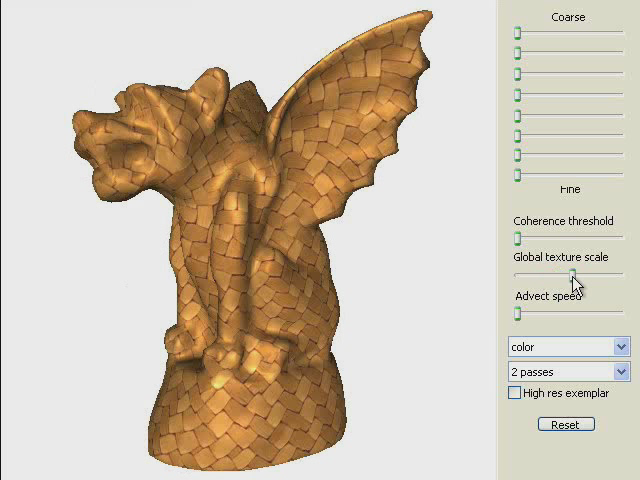 Coarse
Fine
Coherence threshold
Global texture scale
Advect speed
color
2 passes
High res exemplar
Reset